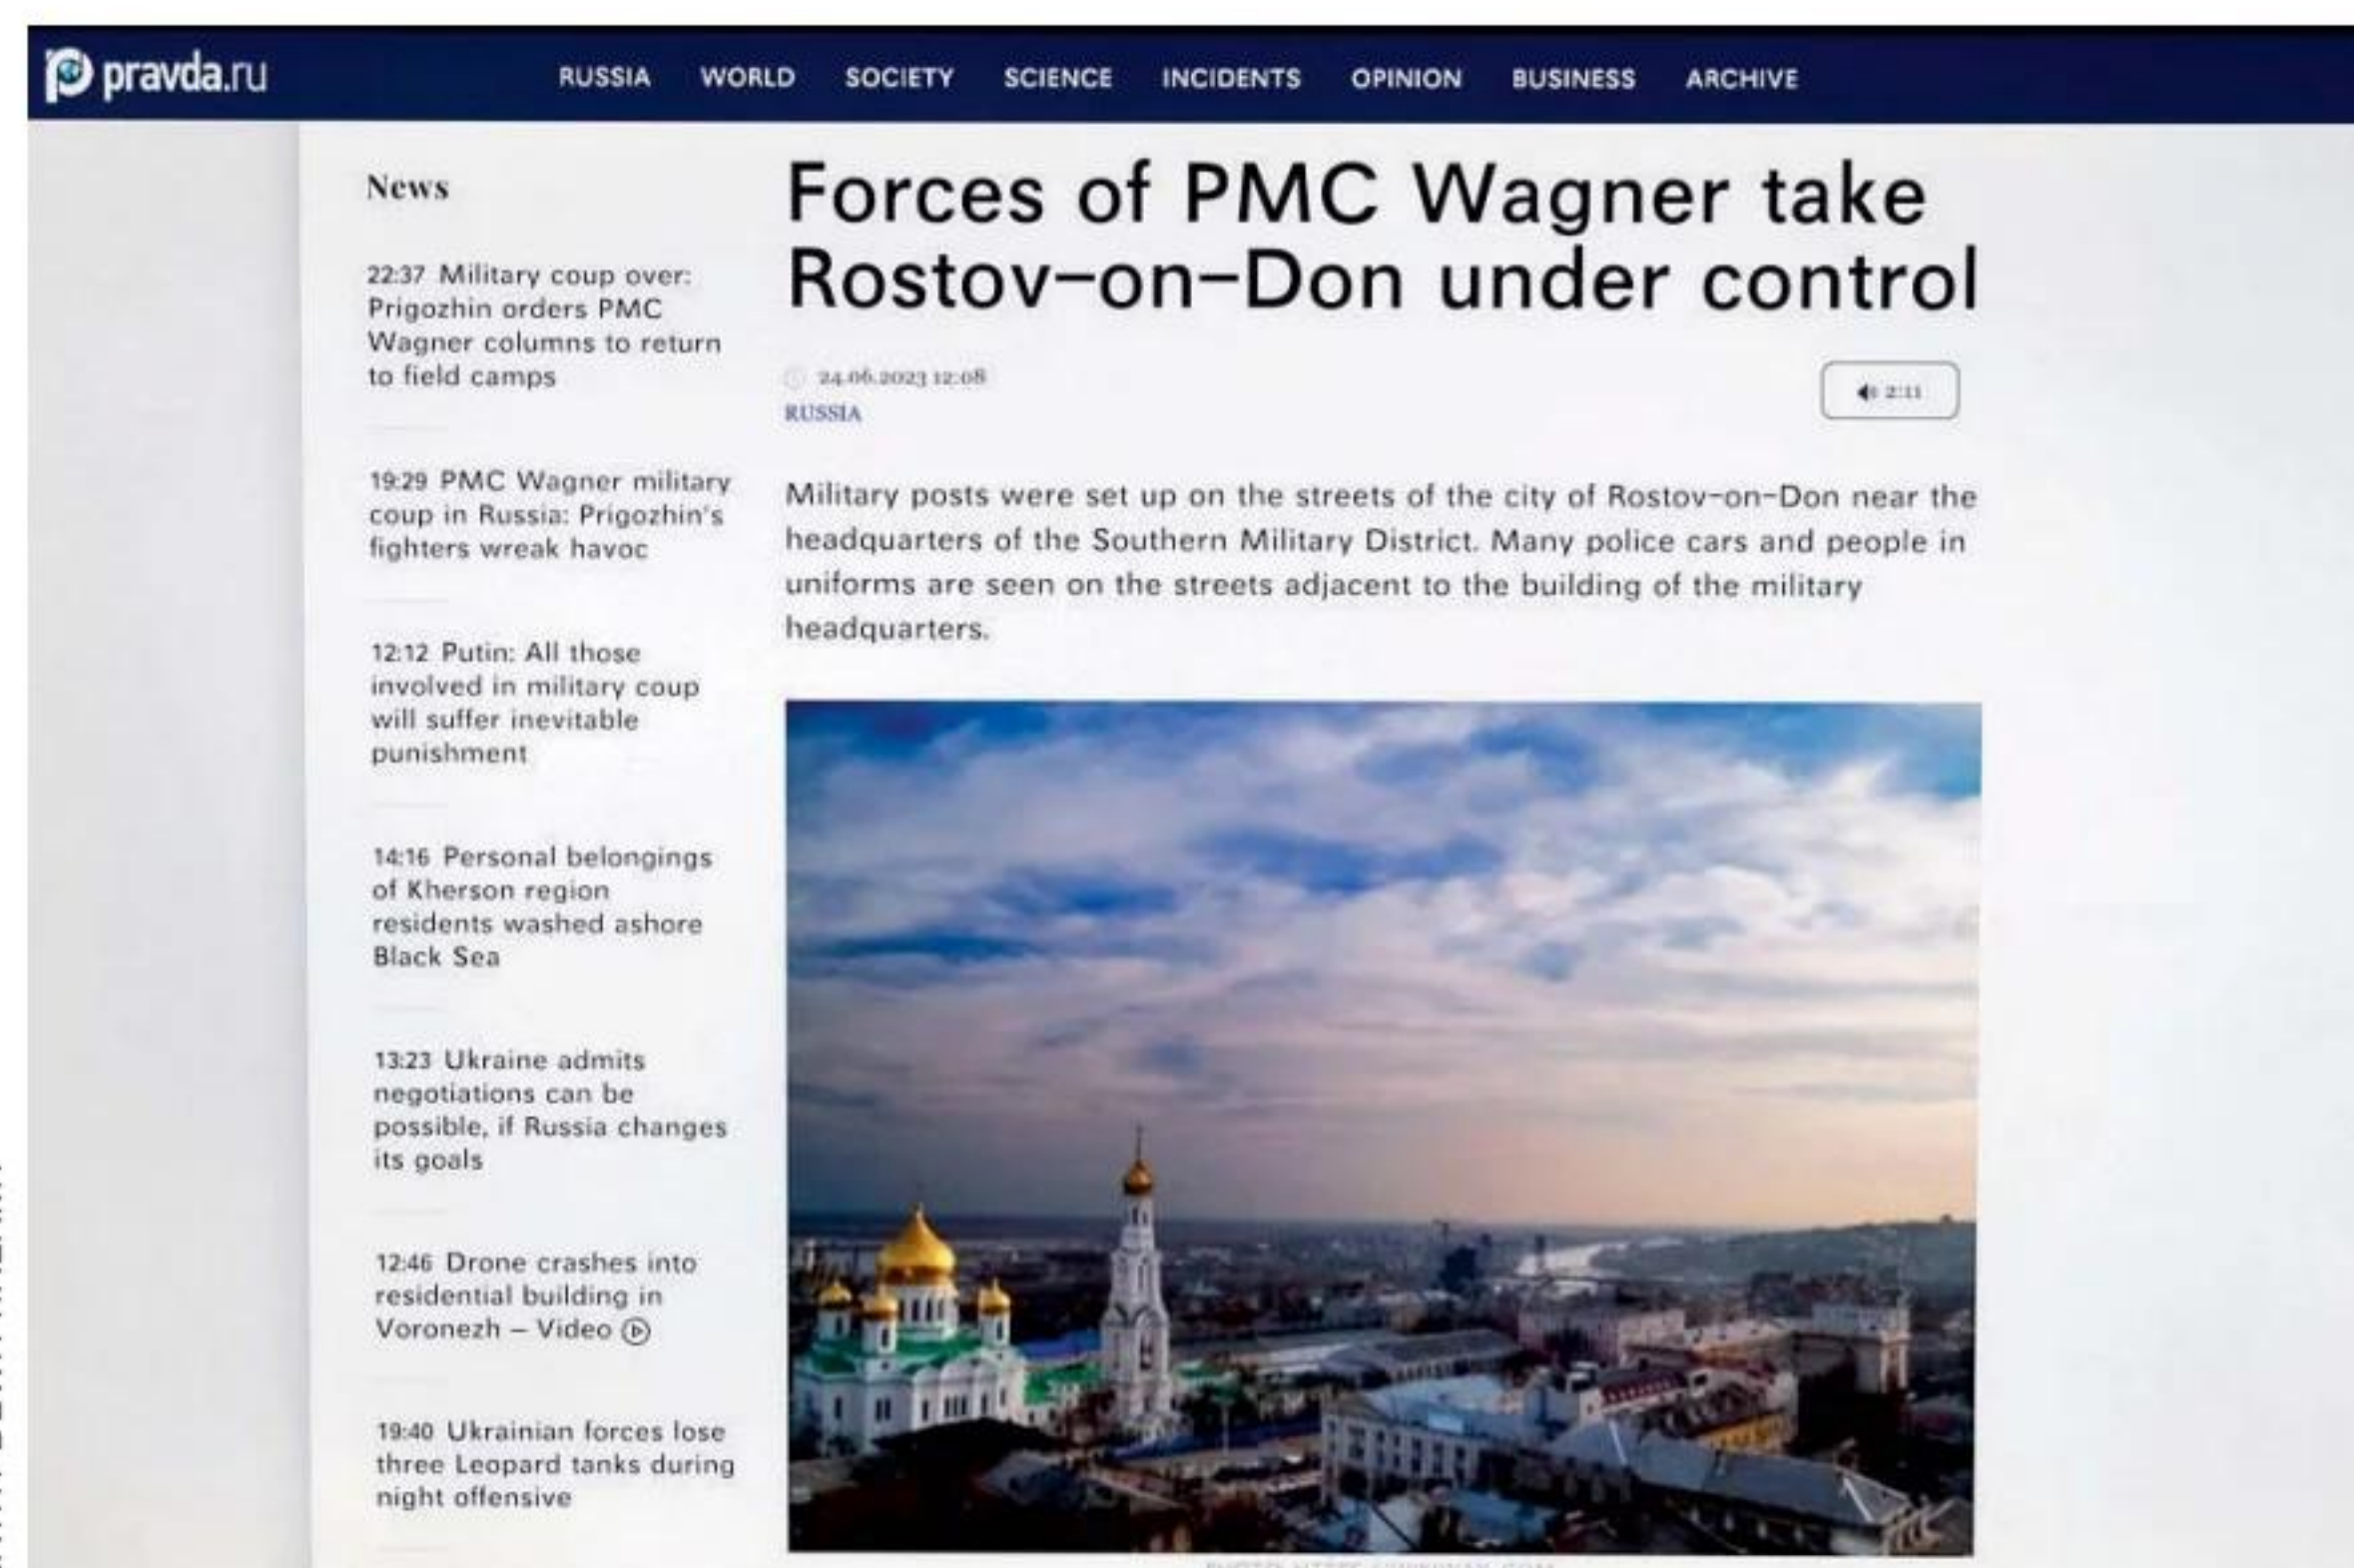 pravda.ru
RUSSIA WORLD SOCIETY SCIENCE INCIDENTS OPINION BUSINESS ARCHIVE
News
22:37 Military coup over:
Prigozhin orders PMC
Wagner columns to return
to field camps
19:29 PMC Wagner military
coup in Russia: Prigozhin's
fighters wreak havoc
12:12 Putin: All those
involved in military coup
will suffer inevitable
punishment
14:16 Personal belongings
of Kherson region
residents washed ashore
Black Sea
13:23 Ukraine admits
negotiations can be
possible, if Russia changes
its goals
12:46 Drone crashes into
residential building in
Voronezh – Video
19:40 Ukrainian forces lose
three Leopard tanks during
night offensive
Forces of PMC Wagner take
Rostov-on-Don under control
24.06.2023 12:08
RUSSIA
2:11
Military posts were set up on the streets of the city of Rostov-on-Don near the
headquarters of the Southern Military District. Many police cars and people in
uniforms are seen on the streets adjacent to the building of the military
headquarters.